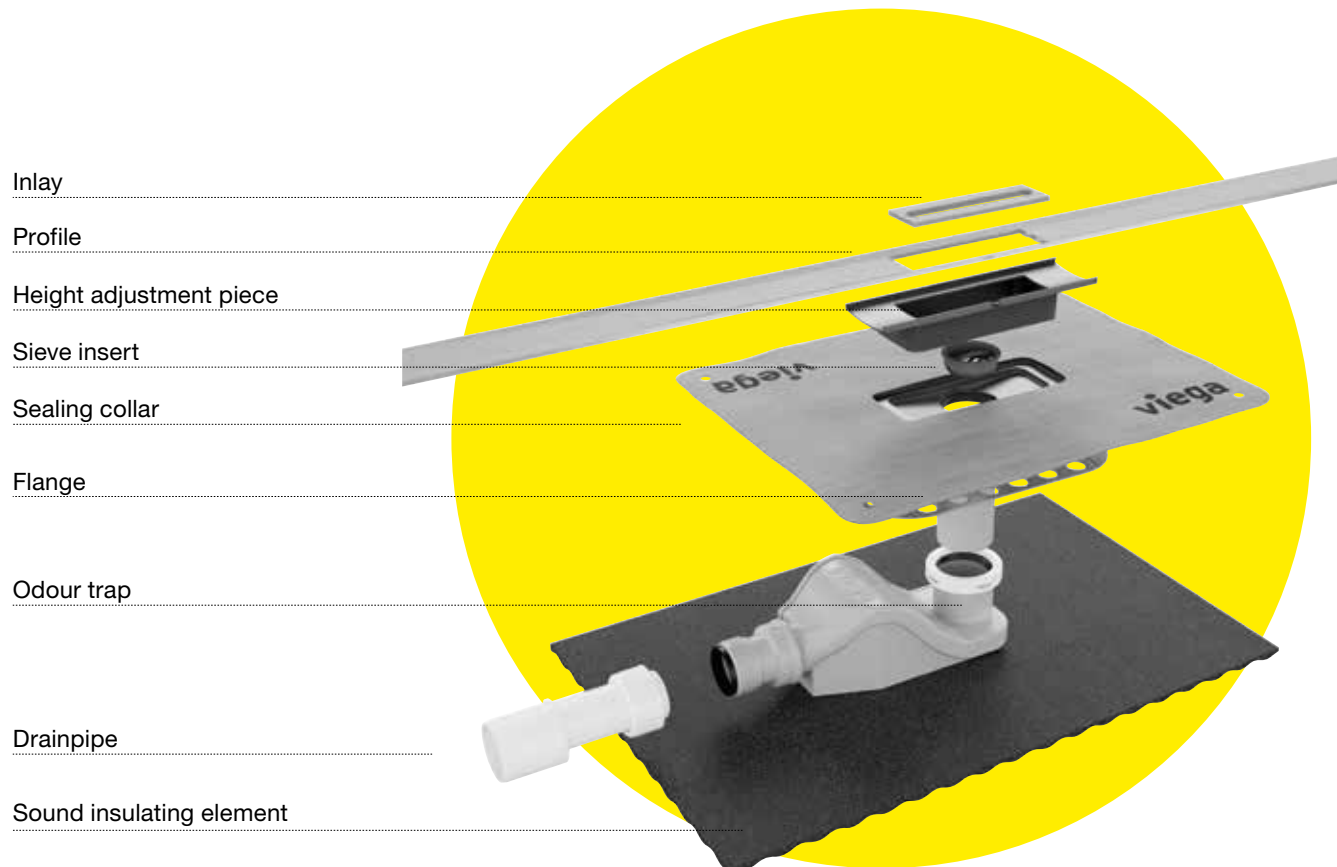 Inlay
Profile
Height adjustment piece
Sieve insert
viega
Sealing collar
viega
Flange
Odour trap
Drainpipe
Sound insulating element